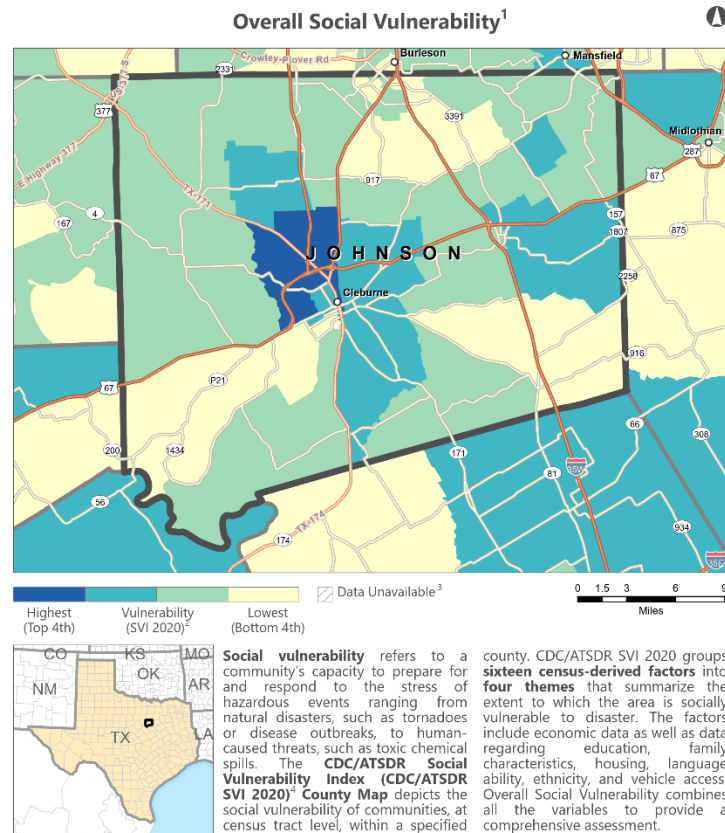 Overall Social Vulnerability¹
Crowley-Plover Rd
Burleson
Mansfield
2331
US-377-S
377
3391
Midlothian
287
E Highway 377
TX-171
917
67
167
4
157
1807
875
JOHNSON
2258
Cleburne
916
P21
67
66
308
200
1434
171
56
81
35W
174
TX-174
934
35E
Data Unavailable³
0 1.5 3 6 9
Miles
Highest
(Top 4th)
Vulnerability
(SVI 2020)²
Lowest
(Bottom 4th)
CO
KS
MO
OK
NM
AR
TX
LA
Social vulnerability refers to a
community's capacity to prepare for
and respond to the stress of
hazardous events ranging from
natural disasters, such as tornadoes
or disease outbreaks, to human-
caused threats, such as toxic chemical
spills. The CDC/ATSDR Social
Vulnerability Index (CDC/ATSDR
SVI 2020)⁴ County Map depicts the
social vulnerability of communities, at
census tract level, within a specified
county. CDC/ATSDR SVI 2020 groups
sixteen census-derived factors into
four themes that summarize the
extent to which the area is socially
vulnerable to disaster. The factors
include economic data as well as data
regarding education, family
characteristics, housing, language
ability, ethnicity, and vehicle access.
Overall Social Vulnerability combines
all the variables to provide a
comprehensive assessment.